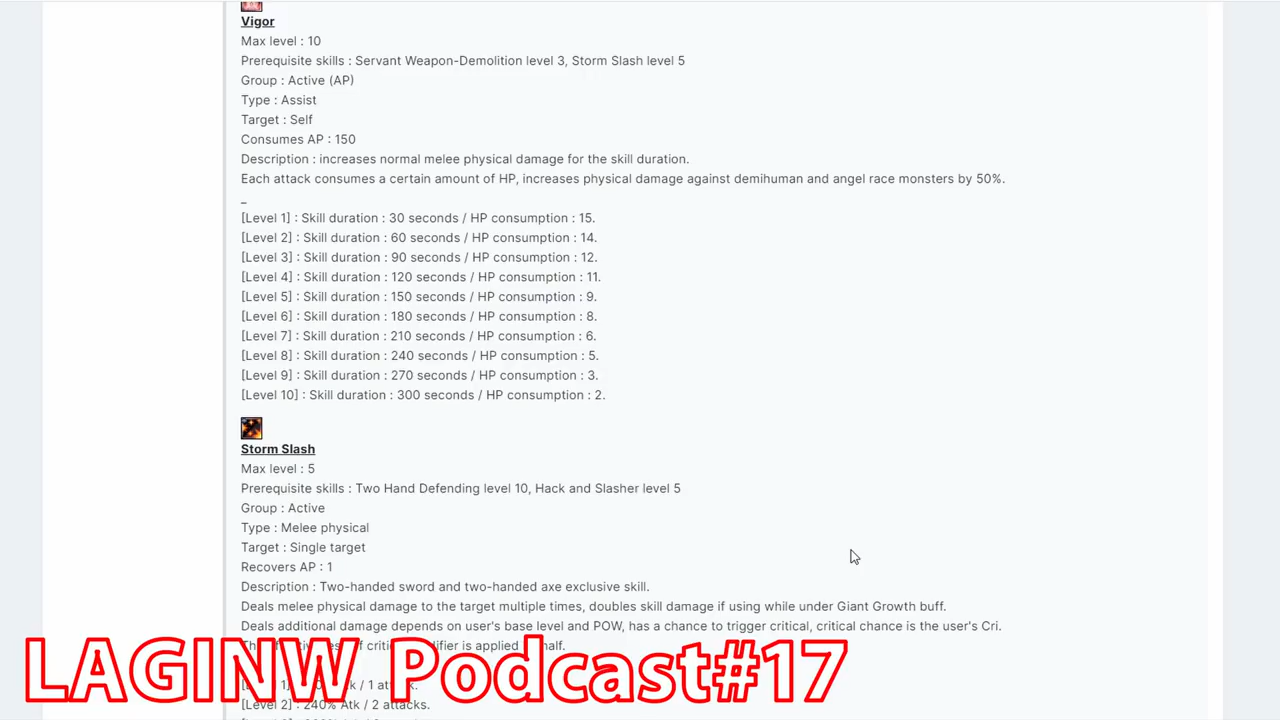 Vigor
Max level : 10
Prerequisite skills : Servant Weapon-Demolition level 3, Storm Slash level 5
Group : Active (AP)
Type : Assist
Target : Self
Consumes AP : 150
Description : increases normal melee physical damage for the skill duration.
Each attack consumes a certain amount of HP, increases physical damage against demihuman and angel race monsters by 50%.
_
[Level 1] : Skill duration : 30 seconds / HP consumption : 15.
[Level 2] : Skill duration : 60 seconds / HP consumption : 14.
[Level 3] : Skill duration : 90 seconds / HP consumption : 12.
[Level 4] : Skill duration : 120 seconds / HP consumption : 11.
[Level 5] : Skill duration : 150 seconds / HP consumption : 9.
[Level 6] : Skill duration : 180 seconds / HP consumption : 8.
[Level 7] : Skill duration : 210 seconds / HP consumption : 6.
[Level 8] : Skill duration : 240 seconds / HP consumption : 5.
[Level 9] : Skill duration : 270 seconds / HP consumption : 3.
[Level 10] : Skill duration : 300 seconds / HP consumption : 2.
Storm Slash
Max level : 5
Prerequisite skills : Two Hand Defending level 10, Hack and Slasher level 5
Group : Active
Type : Melee physical
Target : Single target
Recovers AP : 1
Description : Two-handed sword and two-handed axe exclusive skill.
Deals melee physical damage to the target multiple times, doubles skill damage if using while under Giant Growth buff.
Deals additional damage depends on user's base level and POW, has a chance to trigger critical, critical chance is the user's Cri.
is applied half.
LAGINW Podcast#17
/ 1
[Level 2] : 240% Atk / 2 attacks.